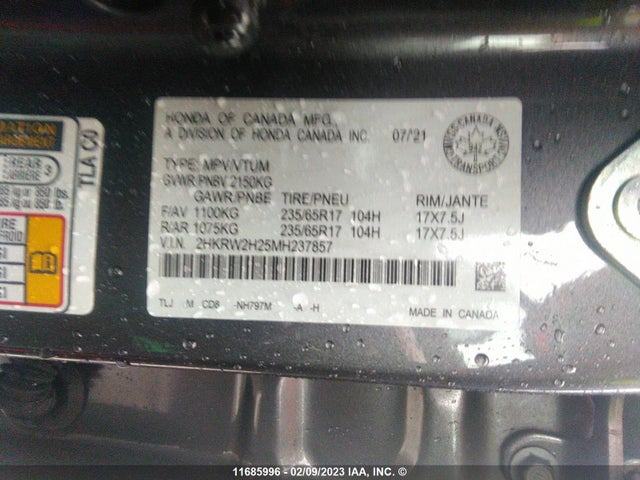 TLA C0
HONDA OF CANADA MFG.
A DIVISION OF HONDA CANADA INC. 07/21
TYPE: MPV/VTUM
GVWR/PNBV 2150KG
GAWR/PNBE TIRE/PNEU RIM/JANTE
F/AV 1100KG 235/65R17 104H 17X7.5J
R/AR 1075KG 235/65R17 104H 17X7.5J
V.I.N. 2HKRW2H25MH237857
TLJ M CD8 -NH797M -A -H
MADE IN CANADA
11685996 - 02/09/2023 IAA, INC. ©